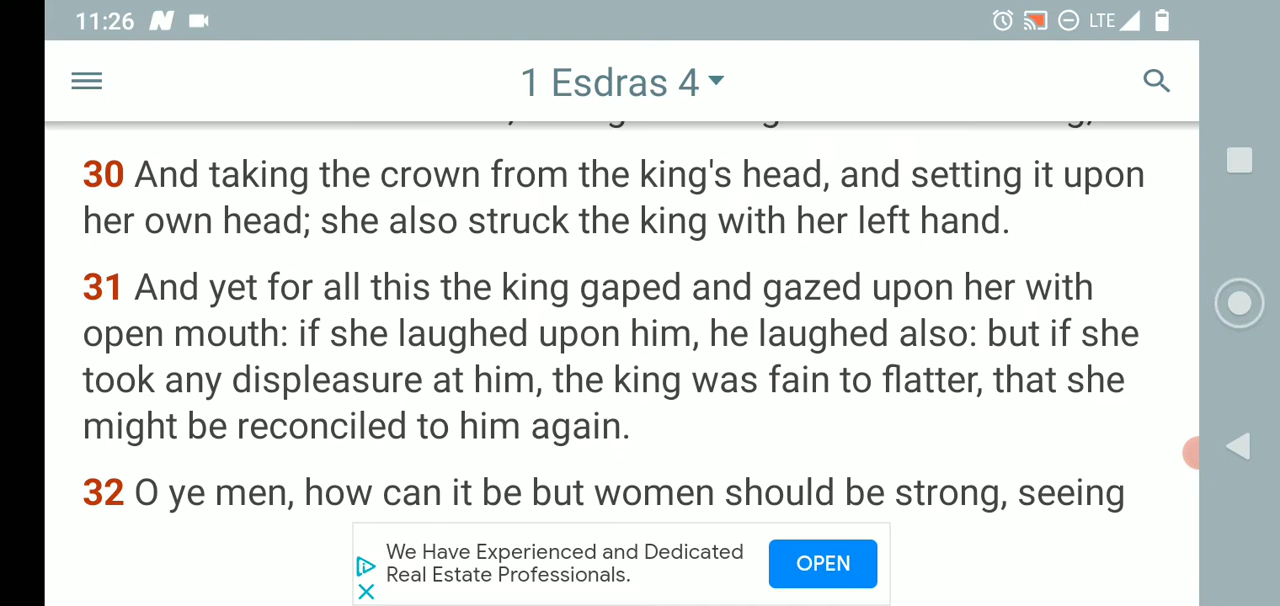 11:26 LTE
1 Esdras 4
30 And taking the crown from the king's head, and setting it upon
her own head; she also struck the king with her left hand.
31 And yet for all this the king gaped and gazed upon her with
open mouth: if she laughed upon him, he laughed also: but if she
took any displeasure at him, the king was fain to flatter, that she
might be reconciled to him again.
32 O ye men, how can it be but women should be strong, seeing
We Have Experienced and Dedicated
Real Estate Professionals.
OPEN